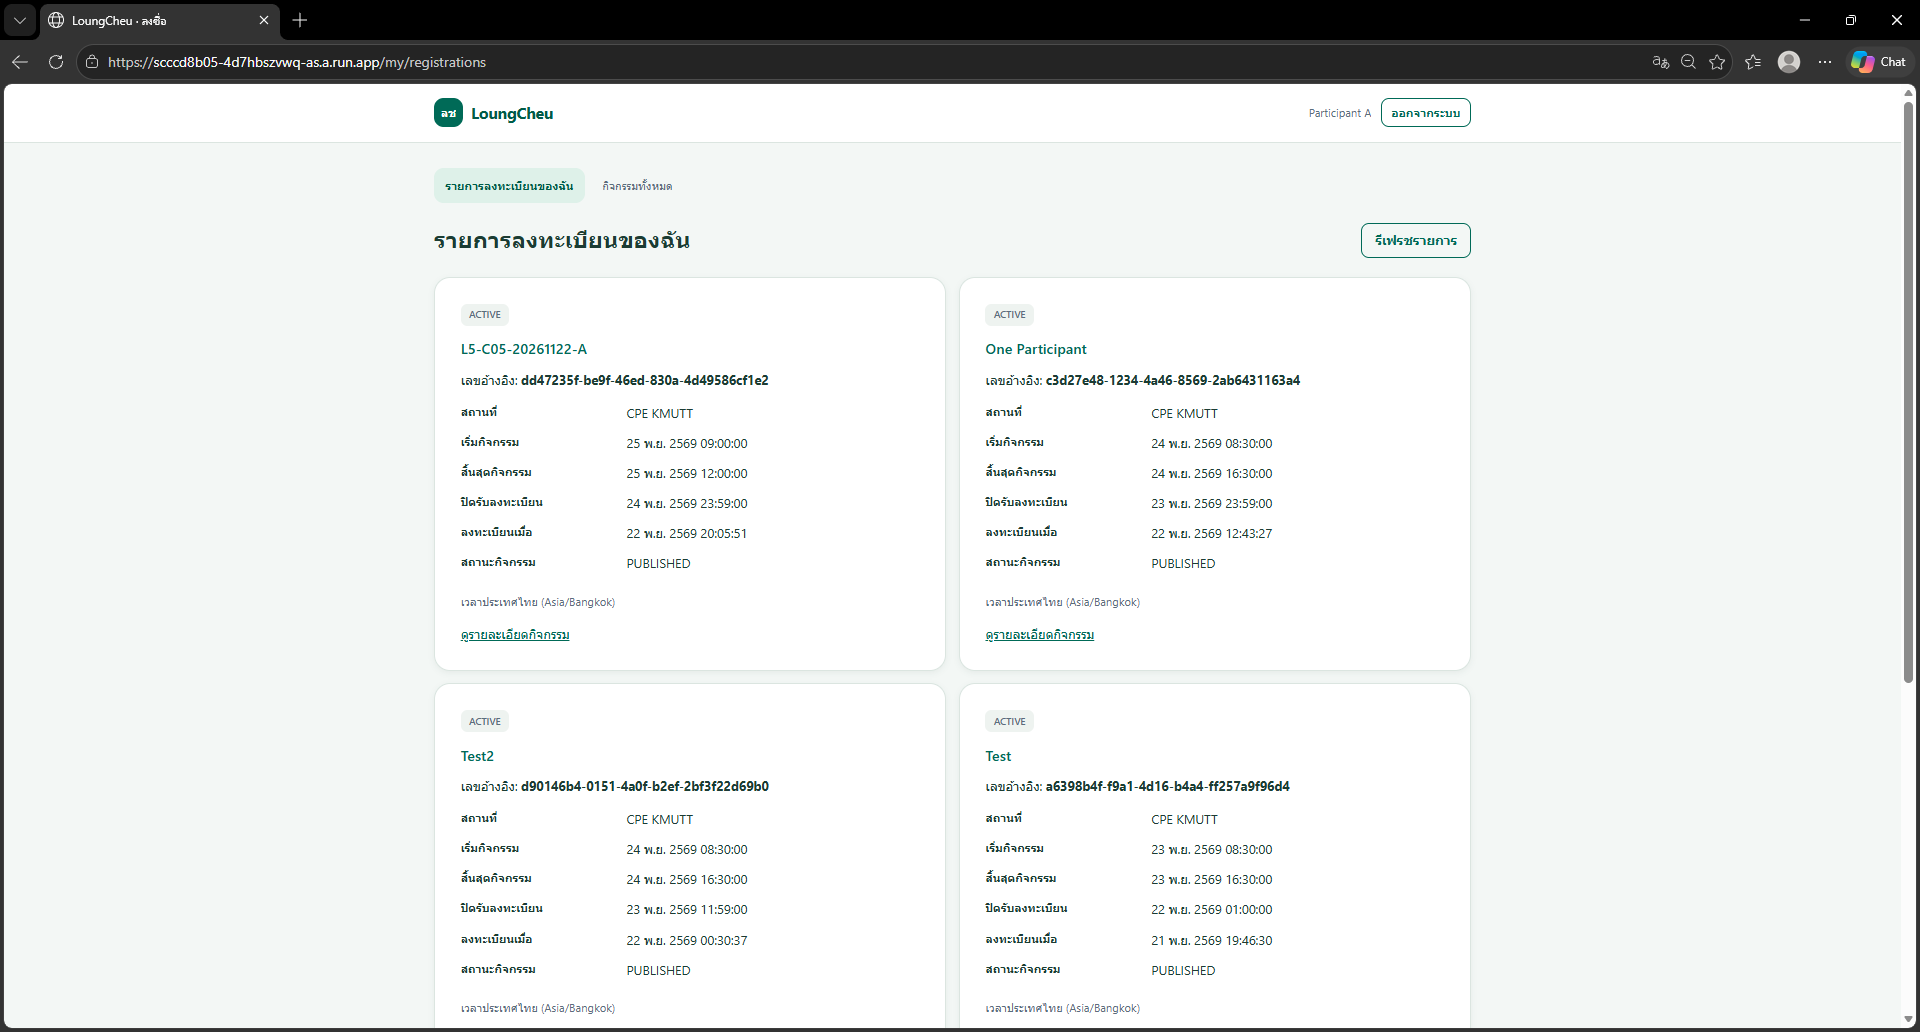 LoungCheu · ลงชื่อ
https://scccd8b05-4d7hbszvwq-as.a.run.app/my/registrations
Chat
ลช LoungCheu
Participant A ออกจากระบบ
รายการลงทะเบียนของฉัน กิจกรรมทั้งหมด
รายการลงทะเบียนของฉัน
รีเฟรชรายการ
ACTIVE
L5-C05-20261122-A
เลขอ้างอิง: dd47235f-be9f-46ed-830a-4d49586cf1e2
สถานที่ CPE KMUTT
เริ่มกิจกรรม 25 พ.ย. 2569 09:00:00
สิ้นสุดกิจกรรม 25 พ.ย. 2569 12:00:00
ปิดรับลงทะเบียน 24 พ.ย. 2569 23:59:00
ลงทะเบียนเมื่อ 22 พ.ย. 2569 20:05:51
สถานะกิจกรรม PUBLISHED
เวลาประเทศไทย (Asia/Bangkok)
ดูรายละเอียดกิจกรรม
ACTIVE
One Participant
เลขอ้างอิง: c3d27e48-1234-4a46-8569-2ab6431163a4
สถานที่ CPE KMUTT
เริ่มกิจกรรม 24 พ.ย. 2569 08:30:00
สิ้นสุดกิจกรรม 24 พ.ย. 2569 16:30:00
ปิดรับลงทะเบียน 23 พ.ย. 2569 23:59:00
ลงทะเบียนเมื่อ 22 พ.ย. 2569 12:43:27
สถานะกิจกรรม PUBLISHED
เวลาประเทศไทย (Asia/Bangkok)
ดูรายละเอียดกิจกรรม
ACTIVE
Test2
เลขอ้างอิง: d90146b4-0151-4a0f-b2ef-2bf3f22d69b0
สถานที่ CPE KMUTT
เริ่มกิจกรรม 24 พ.ย. 2569 08:30:00
สิ้นสุดกิจกรรม 24 พ.ย. 2569 16:30:00
ปิดรับลงทะเบียน 23 พ.ย. 2569 11:59:00
ลงทะเบียนเมื่อ 22 พ.ย. 2569 00:30:37
สถานะกิจกรรม PUBLISHED
เวลาประเทศไทย (Asia/Bangkok)
ACTIVE
Test
เลขอ้างอิง: a6398b4f-f9a1-4d16-b4a4-ff257a9f96d4
สถานที่ CPE KMUTT
เริ่มกิจกรรม 23 พ.ย. 2569 08:30:00
สิ้นสุดกิจกรรม 23 พ.ย. 2569 16:30:00
ปิดรับลงทะเบียน 22 พ.ย. 2569 01:00:00
ลงทะเบียนเมื่อ 21 พ.ย. 2569 19:46:30
สถานะกิจกรรม PUBLISHED
เวลาประเทศไทย (Asia/Bangkok)